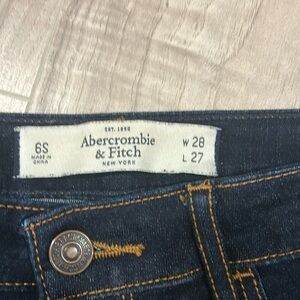 EST. 1892
6S
MADE IN
CHINA
Abercrombie
& Fitch
NEW YORK
W 28
L 27